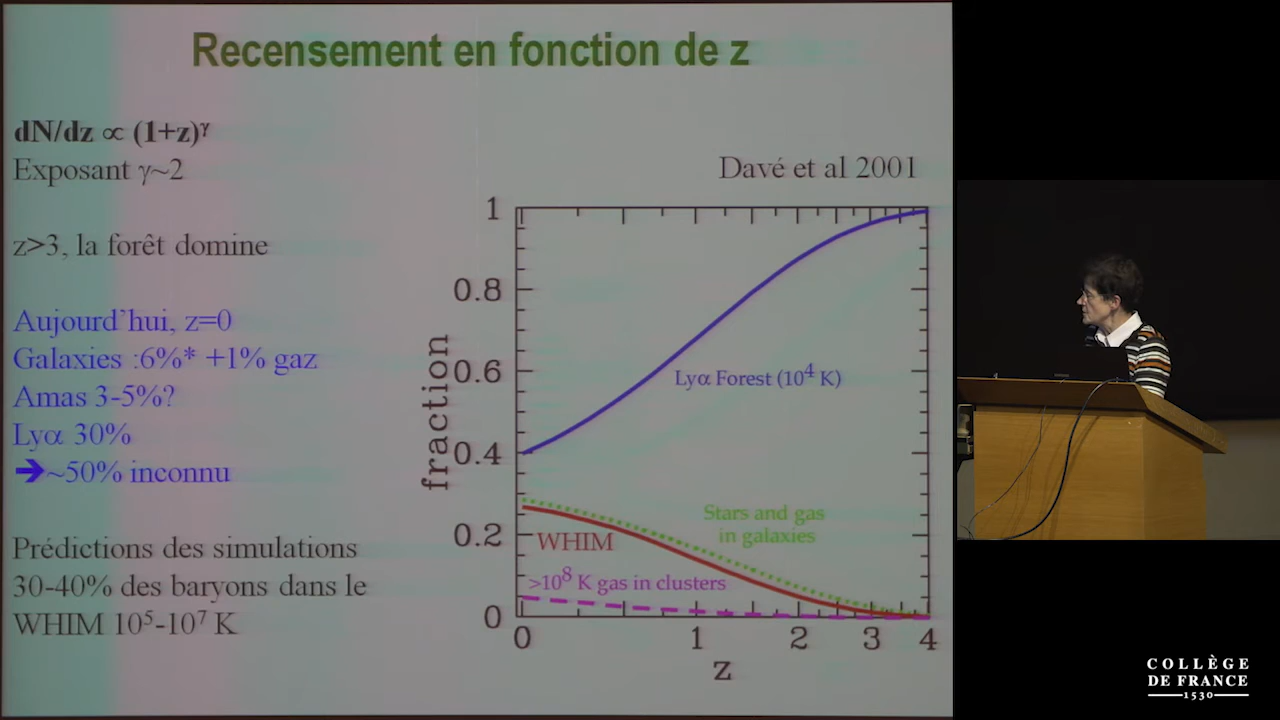 Recensement en fonction de z
dN/dz ∝ (1+z)^γ
Exposant γ~2
z>3, la forêt domine
Aujourd'hui, z=0
Galaxies :6%* +1% gaz
Amas 3-5%?
Lyα 30%
➔~50% inconnu
Prédictions des simulations
30-40% des baryons dans le
WHIM 10⁵-10⁷ K
Davé et al 2001
1
0.8
0.6
0.4
0.2
0
fraction
Lyα Forest (10⁴ K)
Stars and gas
in galaxies
WHIM
>10⁸ K gas in clusters
0 1 2 3 4
z
COLLÈGE
DE FRANCE
1530